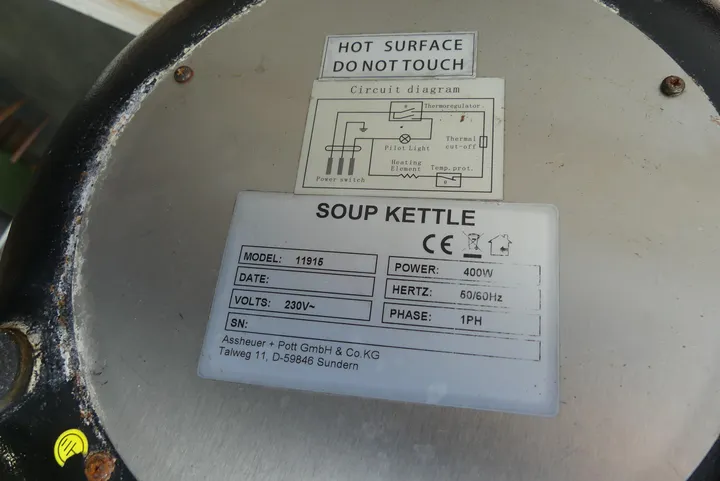 HOT SURFACE
DO NOT TOUCH
Circuit diagram
Thermoregulator
Pilot Light
Thermal
cut-off
Heating
Element
Temp. prot.
Power switch
SOUP KETTLE
CE
MODEL: 11915
POWER: 400W
DATE:
HERTZ: 50/60Hz
VOLTS: 230V~
PHASE: 1PH
SN:
Assheuer + Pott GmbH & Co.KG
Talweg 11, D-59846 Sundern